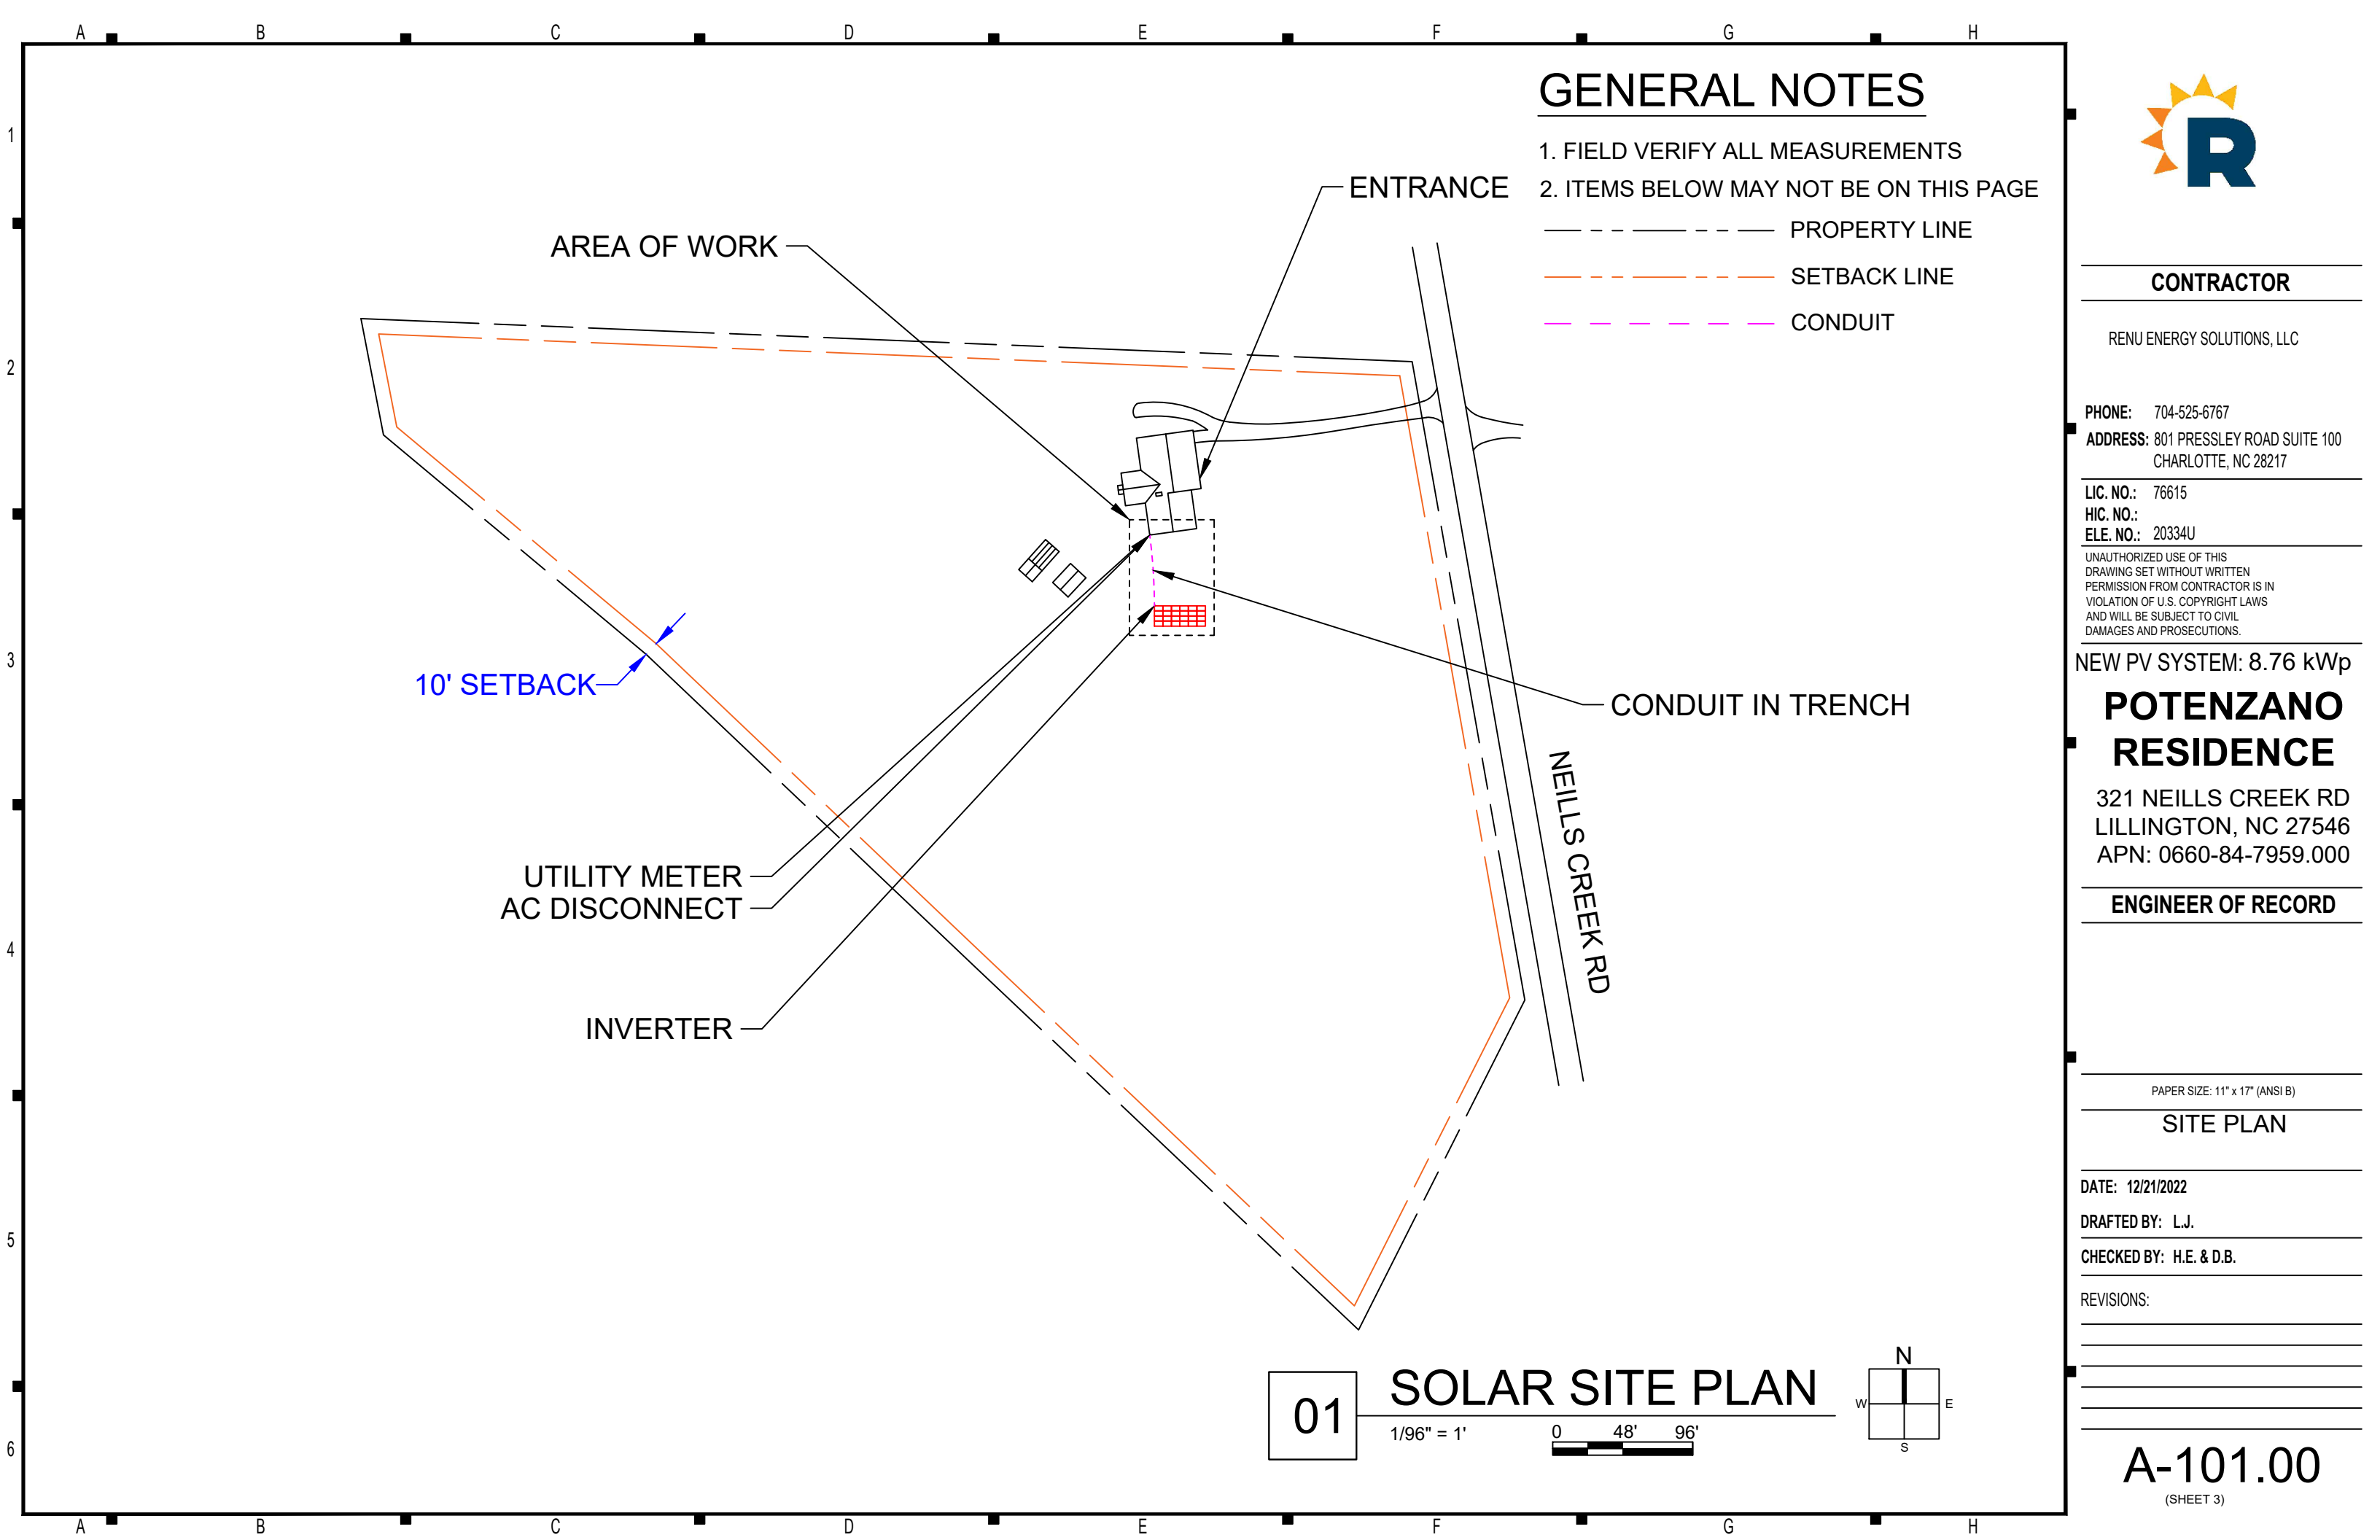 A B C D E F G H
1
2
3
4
5
6
GENERAL NOTES
1. FIELD VERIFY ALL MEASUREMENTS
2. ITEMS BELOW MAY NOT BE ON THIS PAGE
PROPERTY LINE
SETBACK LINE
CONDUIT
ENTRANCE
AREA OF WORK
10' SETBACK
CONDUIT IN TRENCH
NEILLS CREEK RD
UTILITY METER
AC DISCONNECT
INVERTER
01
SOLAR SITE PLAN
1/96" = 1'
0 48' 96'
N
W E
S
A B C D E F G H
R
CONTRACTOR
RENU ENERGY SOLUTIONS, LLC
PHONE: 704-525-6767
ADDRESS: 801 PRESSLEY ROAD SUITE 100
CHARLOTTE, NC 28217
LIC. NO.: 76615
HIC. NO.:
ELE. NO.: 20334U
UNAUTHORIZED USE OF THIS
DRAWING SET WITHOUT WRITTEN
PERMISSION FROM CONTRACTOR IS IN
VIOLATION OF U.S. COPYRIGHT LAWS
AND WILL BE SUBJECT TO CIVIL
DAMAGES AND PROSECUTIONS.
NEW PV SYSTEM: 8.76 kWp
POTENZANO
RESIDENCE
321 NEILLS CREEK RD
LILLINGTON, NC 27546
APN: 0660-84-7959.000
ENGINEER OF RECORD
PAPER SIZE: 11" x 17" (ANSI B)
SITE PLAN
DATE: 12/21/2022
DRAFTED BY: L.J.
CHECKED BY: H.E. & D.B.
REVISIONS:
A-101.00
(SHEET 3)